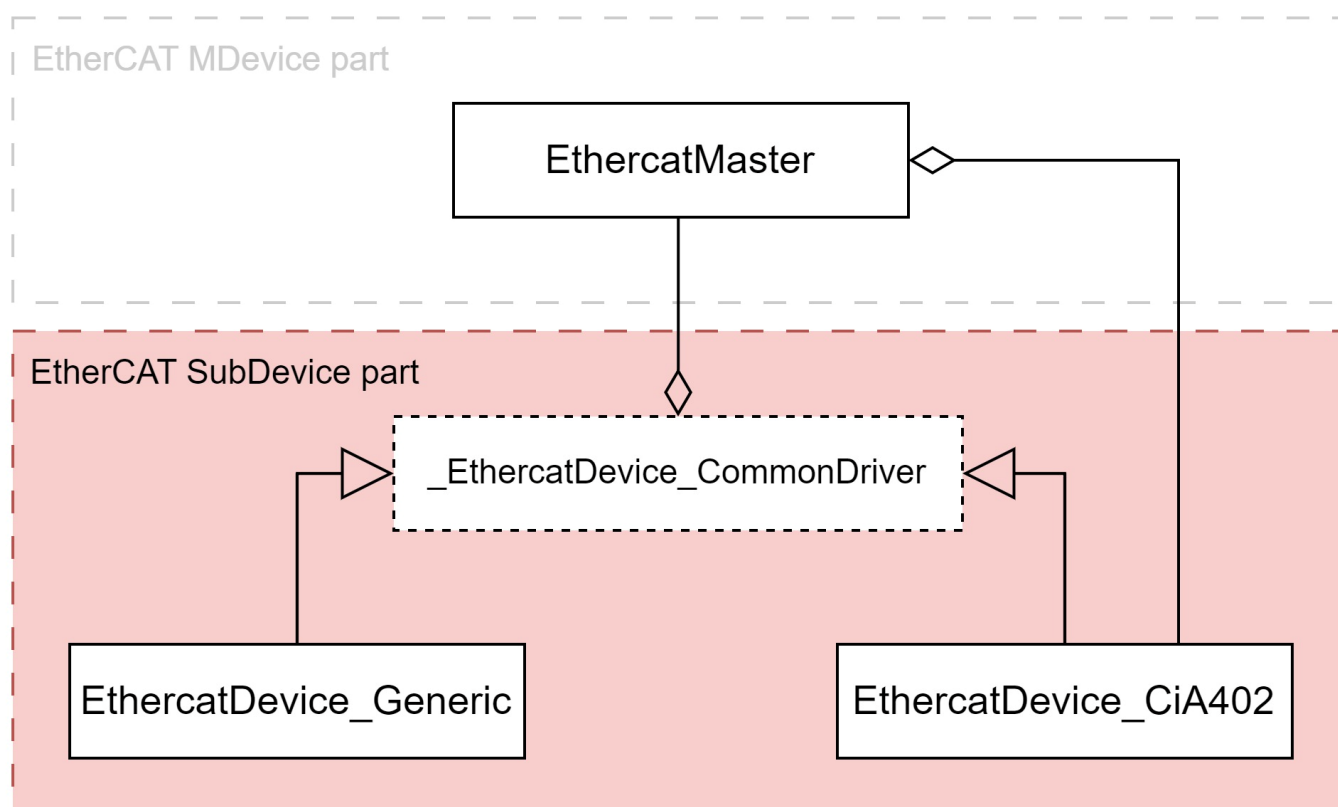 EtherCAT MDevice part
EthercatMaster
EtherCAT SubDevice part
_EthercatDevice_CommonDriver
EthercatDevice_Generic
EthercatDevice_CiA402